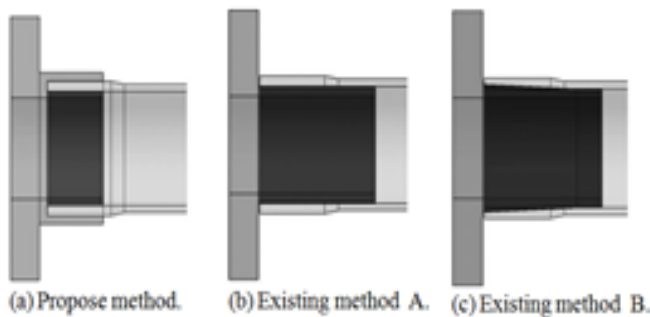 (a) Propose method.
(b) Existing method A.
(c) Existing method B.